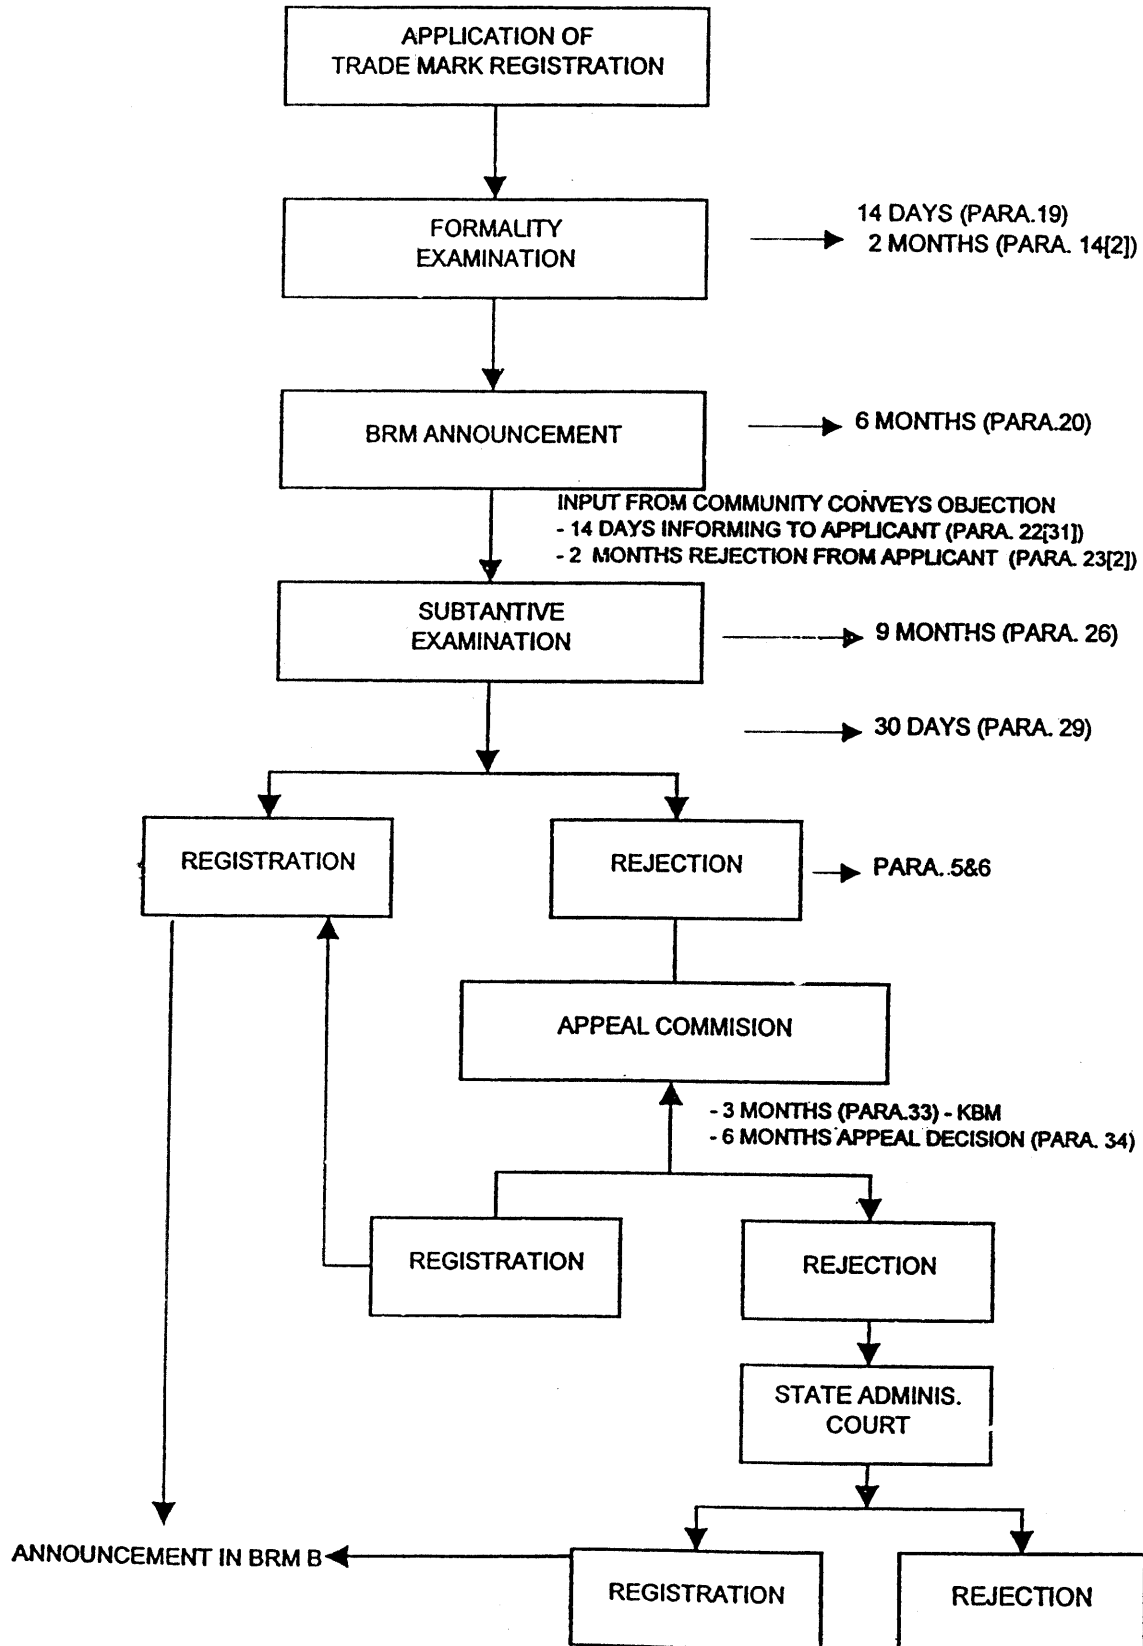 APPLICATION OF
TRADE MARK REGISTRATION
FORMALITY
EXAMINATION
14 DAYS (PARA.19)
2 MONTHS (PARA. 14[2])
BRM ANNOUNCEMENT
6 MONTHS (PARA.20)
INPUT FROM COMMUNITY CONVEYS OBJECTION
- 14 DAYS INFORMING TO APPLICANT (PARA. 22[31])
- 2 MONTHS REJECTION FROM APPLICANT (PARA. 23[2])
SUBTANTIVE
EXAMINATION
9 MONTHS (PARA. 26)
30 DAYS (PARA. 29)
REGISTRATION
REJECTION
PARA. 5&6
APPEAL COMMISION
- 3 MONTHS (PARA.33) - KBM
- 6 MONTHS APPEAL DECISION (PARA. 34)
REGISTRATION
REJECTION
STATE ADMINIS.
COURT
ANNOUNCEMENT IN BRM B
REGISTRATION
REJECTION